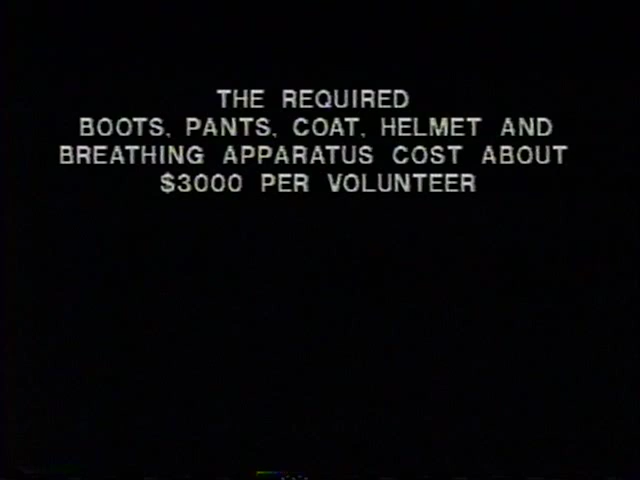 THE REQUIRED
BOOTS, PANTS, COAT, HELMET AND
BREATHING APPARATUS COST ABOUT
$3000 PER VOLUNTEER